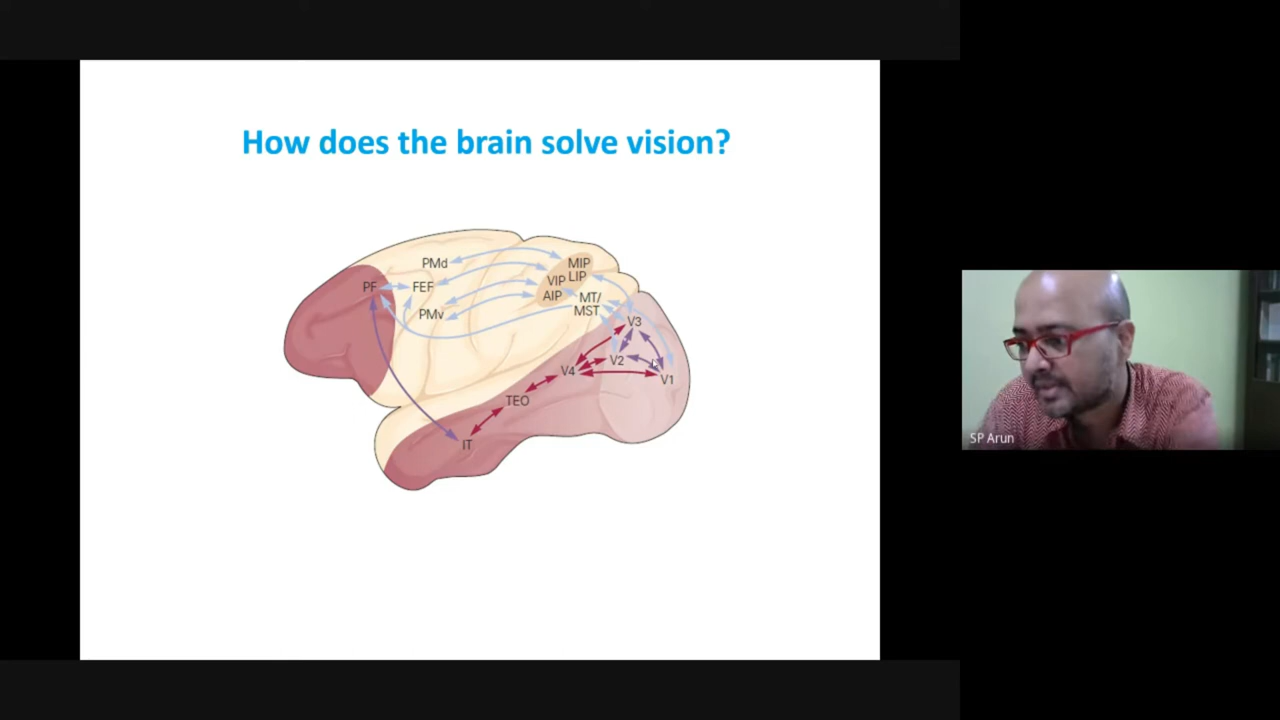 How does the brain solve vision?
PMd
MIP
LIP
VIP
PF
FEF
AIP
MT/
MST
PMv
V3
V2
V4
V1
TEO
IT
SP Arun